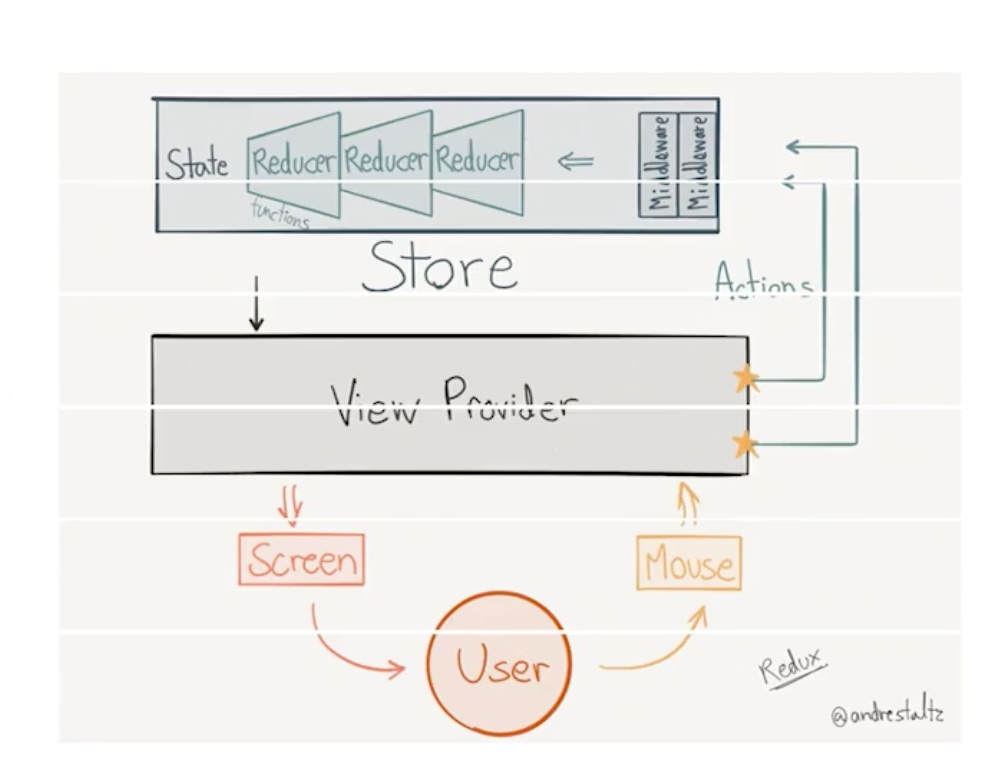 State Reducer Reducer Reducer Middleware Middleware
functions
Store
Actions
View Provider
Screen
Mouse
User
Redux
@andrestaltz